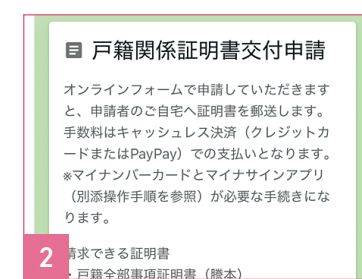 戸籍関係証明書交付申請
オンラインフォームで申請していただきます
と、申請者のご自宅へ証明書を郵送します。
手数料はキャッシュレス決済（クレジットカ
ードまたはPayPay）での支払いとなります。
※マイナンバーカードとマイナサインアプリ
（別添操作手順を参照）が必要な手続きにな
ります。
2
請求できる証明書
・戸籍全部事項証明書（謄本）